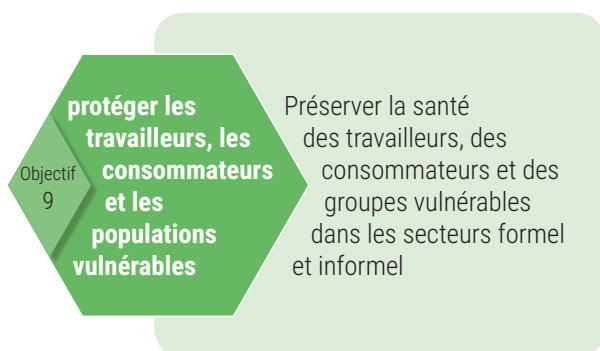 Objectif
9
protéger les
travailleurs, les
consommateurs
et les
populations
vulnérables
Préserver la santé
des travailleurs, des
consommateurs et des
groupes vulnérables
dans les secteurs formel
et informel